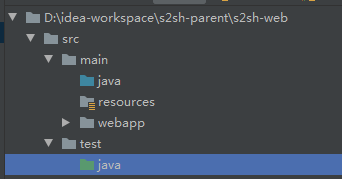 D:\idea-workspace\s2sh-parent\s2sh-web
src
main
java
resources
webapp
test
java